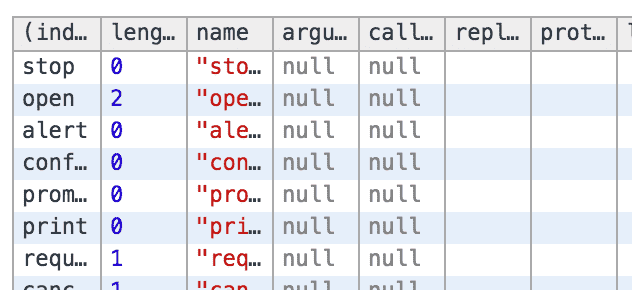 (ind… leng… name argu… call… repl… prot…
stop 0 "sto… null null
open 2 "ope… null null
alert 0 "ale… null null
conf… 0 "con… null null
prom… 0 "pro… null null
print 0 "pri… null null
requ… 1 "req… null null
canc… 1 "can… null null